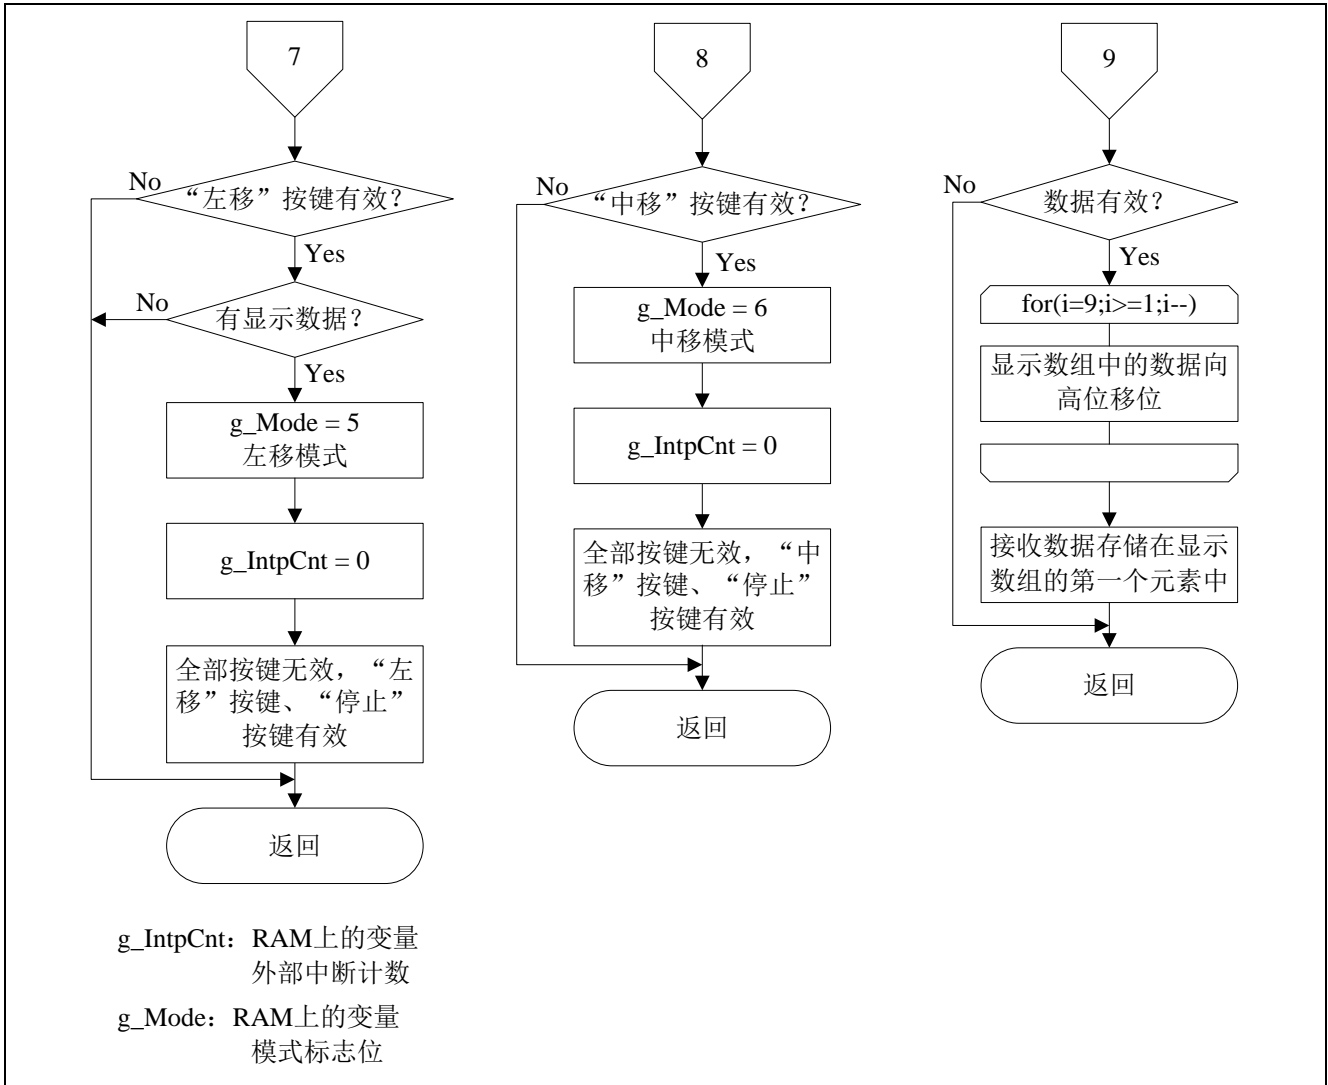 7
“左移”按键有效？
No
Yes
有显示数据？
No
Yes
g_Mode = 5
左移模式
g_IntpCnt = 0
全部按键无效，“左
移”按键、“停止”
按键有效
返回
8
“中移”按键有效？
No
Yes
g_Mode = 6
中移模式
g_IntpCnt = 0
全部按键无效，“中
移”按键、“停止”
按键有效
返回
9
数据有效？
No
Yes
for(i=9;i>=1;i--)
显示数组中的数据向
高位移位
接收数据存储在显示
数组的第一个元素中
返回
g_IntpCnt：RAM上的变量
外部中断计数
g_Mode：RAM上的变量
模式标志位